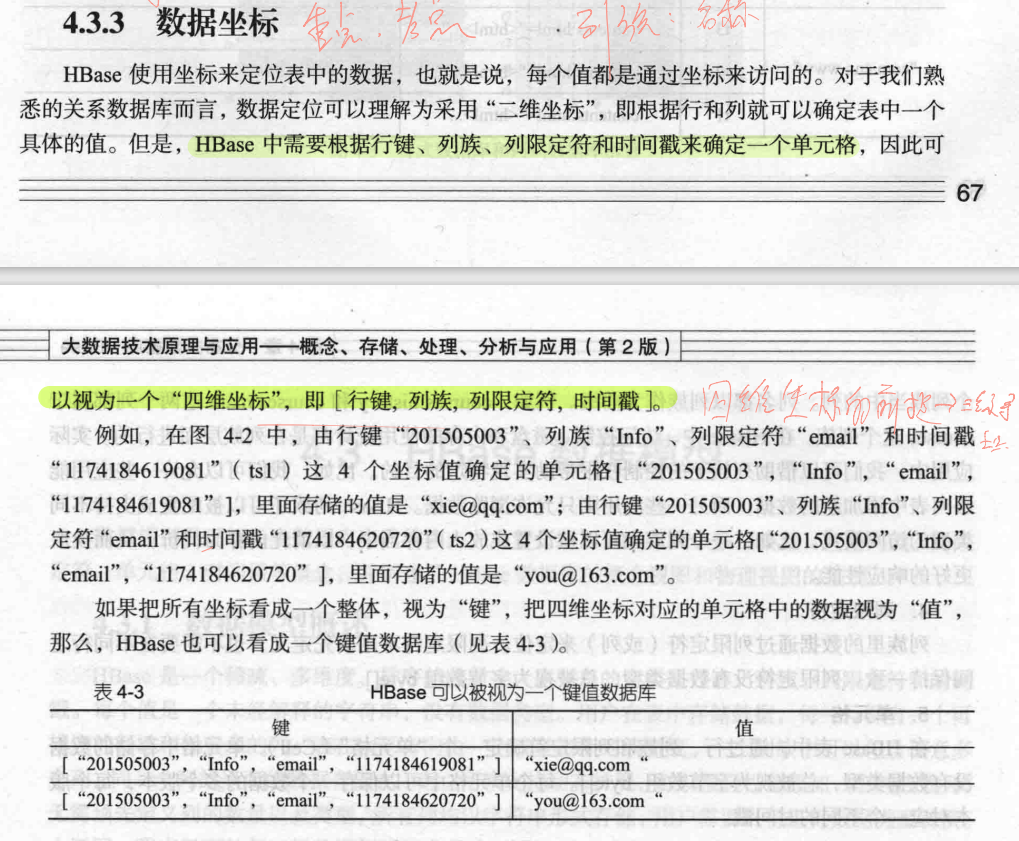 4.3.3 数据坐标 重点：考点 列族：名称
HBase 使用坐标来定位表中的数据，也就是说，每个值都是通过坐标来访问的。对于我们熟
悉的关系数据库而言，数据定位可以理解为采用“二维坐标”，即根据行和列就可以确定表中一个
具体的值。但是，HBase 中需要根据行键、列族、列限定符和时间戳来确定一个单元格，因此可
67
大数据技术原理与应用——概念、存储、处理、分析与应用（第 2 版）
以视为一个“四维坐标”，即［行键, 列族, 列限定符, 时间戳］。 四维坐标
例如，在图 4-2 中，由行键“201505003”、列族“Info”、列限定符“email”和时间戳
“1174184619081”（ts1）这 4 个坐标值确定的单元格［“201505003”，“Info”，“email”，
“1174184619081”］，里面存储的值是“xie@qq.com”；由行键“201505003”、列族“Info”、列限
定符“email”和时间戳“1174184620720”（ts2）这 4 个坐标值确定的单元格［“201505003”，“Info”，
“email”，“1174184620720”］，里面存储的值是“you@163.com”。
如果把所有坐标看成一个整体，视为“键”，把四维坐标对应的单元格中的数据视为“值”，
那么，HBase 也可以看成一个键值数据库（见表 4-3）。
表 4-3 HBase 可以被视为一个键值数据库
键 值
［“201505003”，“Info”，“email”，“1174184619081”］ “xie@qq.com“
［“201505003”，“Info”，“email”，“1174184620720”］ “you@163.com